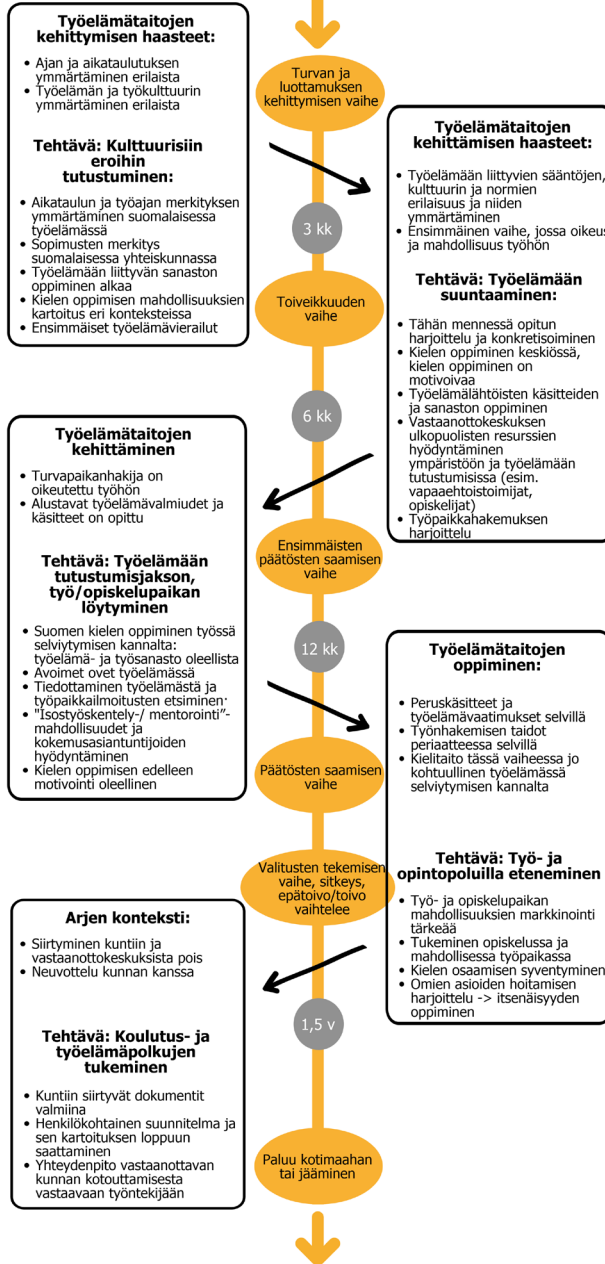 Työelämätaitojen
kehittymisen haasteet:
• Ajan ja aikataulutuksen
ymmärtäminen erilaista
• Työelämän ja työkulttuurin
ymmärtäminen erilaista
Tehtävä: Kulttuurisiin
eroihin
tutustuminen:
• Aikataulun ja työajan merkityksen
ymmärtäminen suomalaisessa
työelämässä
• Sopimusten merkitys
suomalaisessa yhteiskunnassa
• Työelämään liittyvän sanaston
oppiminen alkaa
• Kielen oppimisen mahdollisuuksien
kartoitus eri konteksteissa
• Ensimmäiset työelämävierailut
Turvan ja
luottamuksen
kehittymisen vaihe
Työelämätaitojen
kehittämisen haasteet:
• Työelämään liittyvien sääntöjen,
kulttuurin ja normien
erilaisuus ja niiden
ymmärtäminen
• Ensimmäinen vaihe, jossa oikeus
ja mahdollisuus työhön
Tehtävä: Työelämään
suuntaaminen:
• Tähän mennessä opitun
harjoittelu ja konkretisoiminen
• Kielen oppiminen keskiössä,
kielen oppiminen on
motivoivaa
• Työelämälähtöisten käsitteiden
ja sanaston oppiminen
• Vastaanottokeskuksen
ulkopuolisten resurssien
hyödyntäminen
ympäristöön ja työelämään
tutustumisissa (esim.
vapaaehtoistoimijat,
opiskelijat)
• Työpaikkahakemuksen
harjoittelu
3 kk
Toiveikkuuden
vaihe
6 kk
Työelämätaitojen
kehittäminen
• Turvapaikanhakija on
oikeutettu työhön
• Alustavat työelämävalmiudet ja
käsitteet on opittu
Tehtävä: Työelämään
tutustumisjakson,
työ/opiskelupaikan
löytyminen
• Suomen kielen oppiminen työssä
selviytymisen kannalta:
työelämä- ja työsanasto oleellista
• Avoimet ovet työelämässä
• Tiedottaminen työelämästä ja
työpaikkailmoitusten etsiminen·
• "Isostyöskentely-/ mentorointi”-
mahdollisuudet ja
kokemusasiantuntijoiden
hyödyntäminen
• Kielen oppimisen edelleen
motivointi oleellinen
Ensimmäisten
päätösten saamisen
vaihe
12 kk
Työelämätaitojen
oppiminen:
• Peruskäsitteet ja
työelämävaatimukset selvillä
• Työnhakemisen taidot
periaatteessa selvillä
• Kielitaito tässä vaiheessa jo
kohtuullinen työelämässä
selviytymisen kannalta
Tehtävä: Työ- ja
opintopoluilla eteneminen
• Työ- ja opiskelupaikan
mahdollisuuksien markkinointi
tärkeää
• Tukeminen opiskelussa ja
mahdollisessa työpaikassa
• Kielen osaamisen syventyminen
• Omien asioiden hoitamisen
harjoittelu -> itsenäisyyden
oppiminen
Päätösten saamisen
vaihe
Valitusten tekemisen
vaihe, sitkeys,
epätoivo/toivo
vaihtelee
Arjen konteksti:
• Siirtyminen kuntiin ja
vastaanottokeskuksista pois
• Neuvottelu kunnan kanssa
Tehtävä: Koulutus- ja
työelämäpolkujen
tukeminen
• Kuntiin siirtyvät dokumentit
valmiina
• Henkilökohtainen suunnitelma ja
sen kartoituksen loppuun
saattaminen
• Yhteydenpito vastaanottavan
kunnan kotouttamisesta
vastaavaan työntekijään
1,5 v
Paluu kotimaahan
tai jääminen